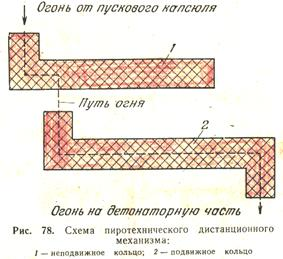 Огонь от пускового капсюля
1
Путь огня
2
Огонь на детонаторную часть
Рис. 78. Схема пиротехнического дистанционного
механизма:
1 — неподвижное кольцо; 2 — подвижное кольцо